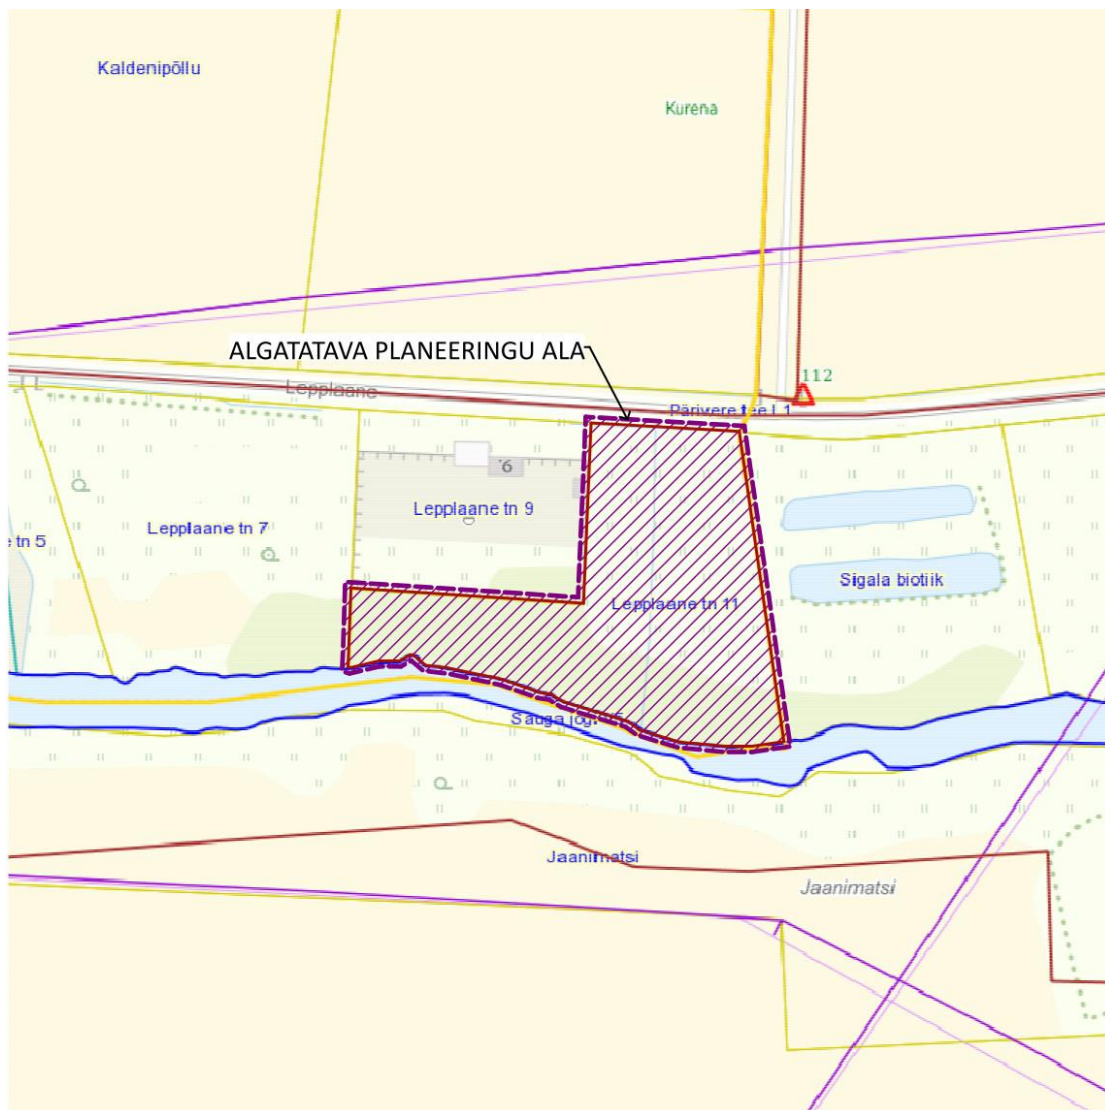 Kaldenipõllu
Kurena
ALGATATAVA PLANEERINGU ALA
112
Lepplaane
Pärivere tee L1
9
Lepplaane tn 9
Lepplaane tn 7
tn 5
Sigala biotiik
Lepplaane tn 11
Sauga jõgi
Jaanimatsi
Jaanimatsi